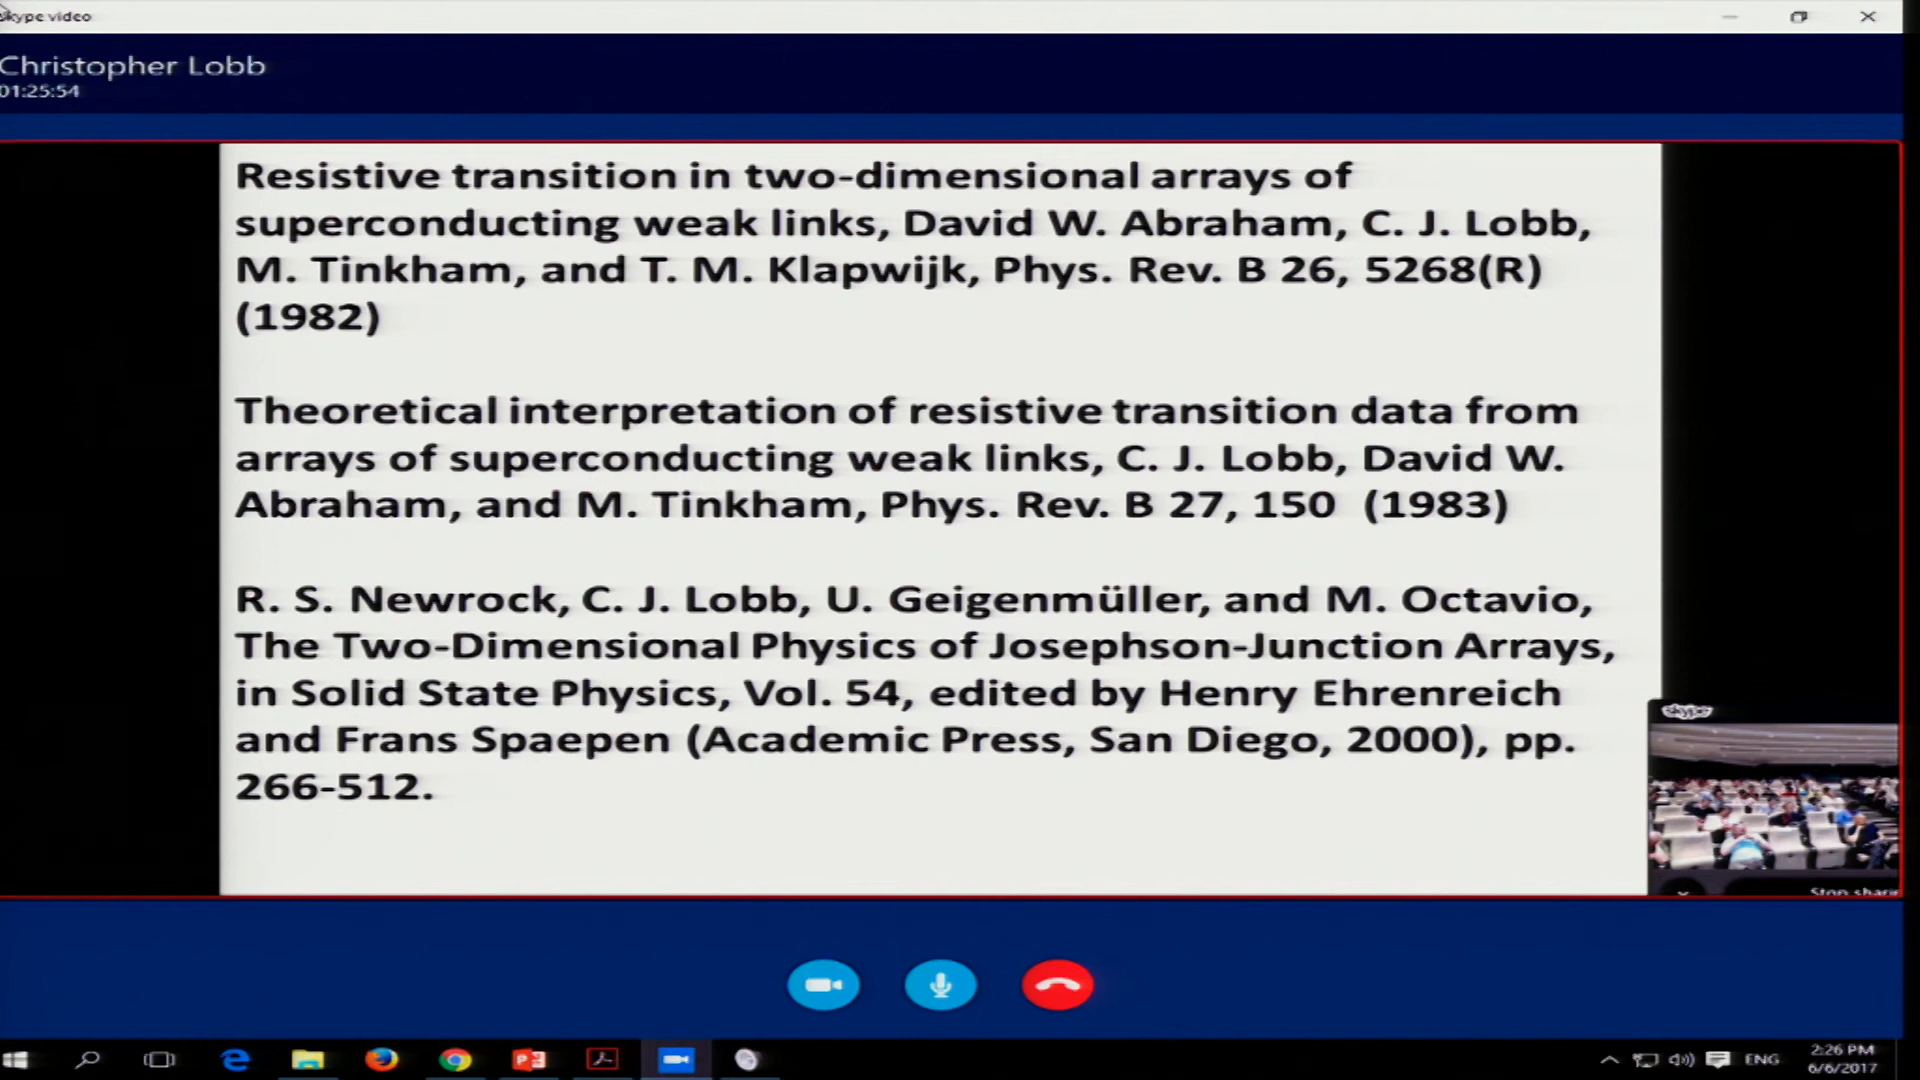 Skype video
Christopher Lobb
01:25:54
Resistive transition in two-dimensional arrays of
superconducting weak links, David W. Abraham, C. J. Lobb,
M. Tinkham, and T. M. Klapwijk, Phys. Rev. B 26, 5268(R)
(1982)
Theoretical interpretation of resistive transition data from
arrays of superconducting weak links, C. J. Lobb, David W.
Abraham, and M. Tinkham, Phys. Rev. B 27, 150 (1983)
R. S. Newrock, C. J. Lobb, U. Geigenmüller, and M. Octavio,
The Two-Dimensional Physics of Josephson-Junction Arrays,
in Solid State Physics, Vol. 54, edited by Henry Ehrenreich
and Frans Spaepen (Academic Press, San Diego, 2000), pp.
266-512.
skype
Stop sharin
ENG
2:26 PM
6/6/2017